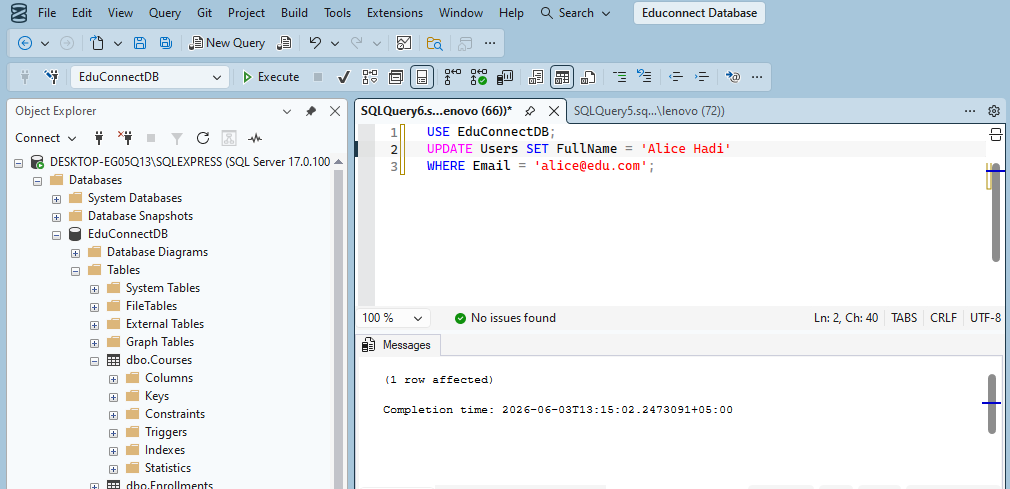 File Edit View Query Git Project Build Tools Extensions Window Help Search Educonnect Database
New Query
EduConnectDB Execute
Object Explorer
Connect
DESKTOP-EG05Q13\SQLEXPRESS (SQL Server 17.0.100
Databases
System Databases
Database Snapshots
EduConnectDB
Database Diagrams
Tables
System Tables
FileTables
External Tables
Graph Tables
dbo.Courses
Columns
Keys
Constraints
Triggers
Indexes
Statistics
dbo.Enrollments
SQLQuery6.s...enovo (66))* SQLQuery5.sq...\lenovo (72))
1 USE EduConnectDB;
2 UPDATE Users SET FullName = 'Alice Hadi'
3 WHERE Email = 'alice@edu.com';
100 % No issues found Ln: 2, Ch: 40 TABS CRLF UTF-8
Messages
(1 row affected)
Completion time: 2026-06-03T13:15:02.2473091+05:00